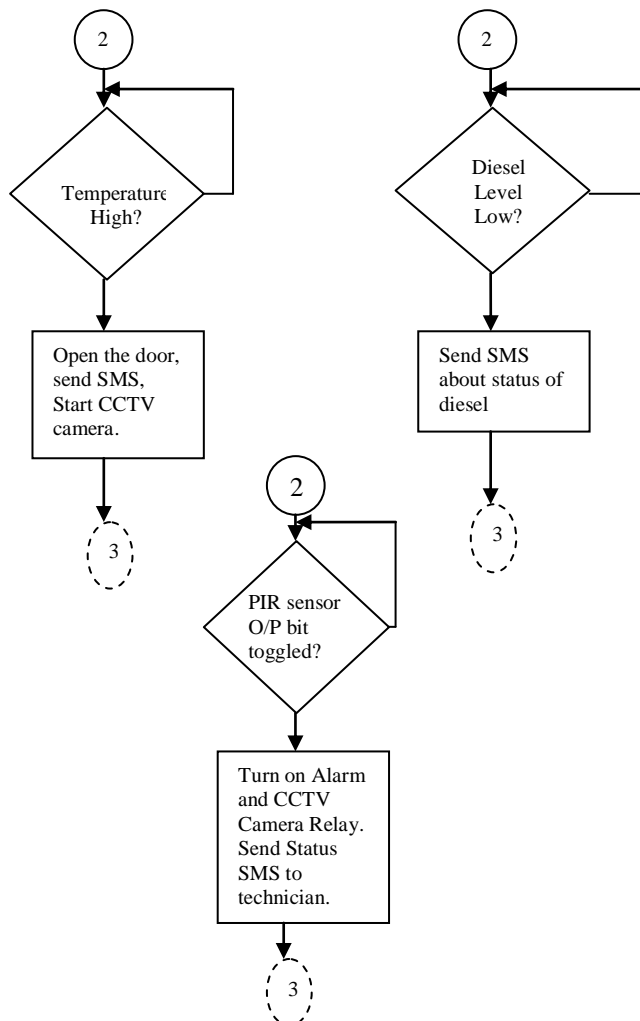 2
Temperature
High?
Open the door,
send SMS,
Start CCTV
camera.
3
2
Diesel
Level
Low?
Send SMS
about status of
diesel
3
2
PIR sensor
O/P bit
toggled?
Turn on Alarm
and CCTV
Camera Relay.
Send Status
SMS to
technician.
3